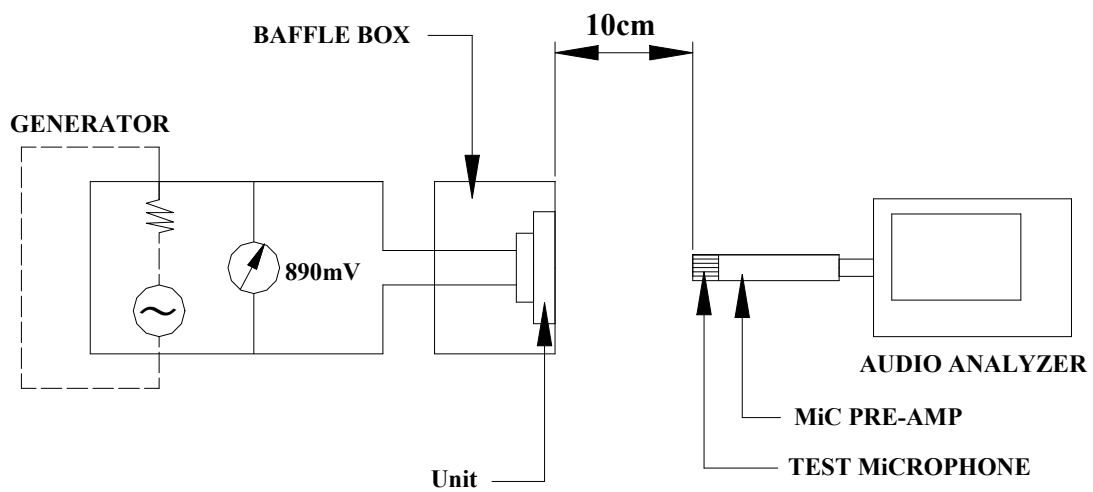 10cm
BAFFLE BOX
GENERATOR
890mV
AUDIO ANALYZER
MiC PRE-AMP
TEST MiCROPHONE
Unit